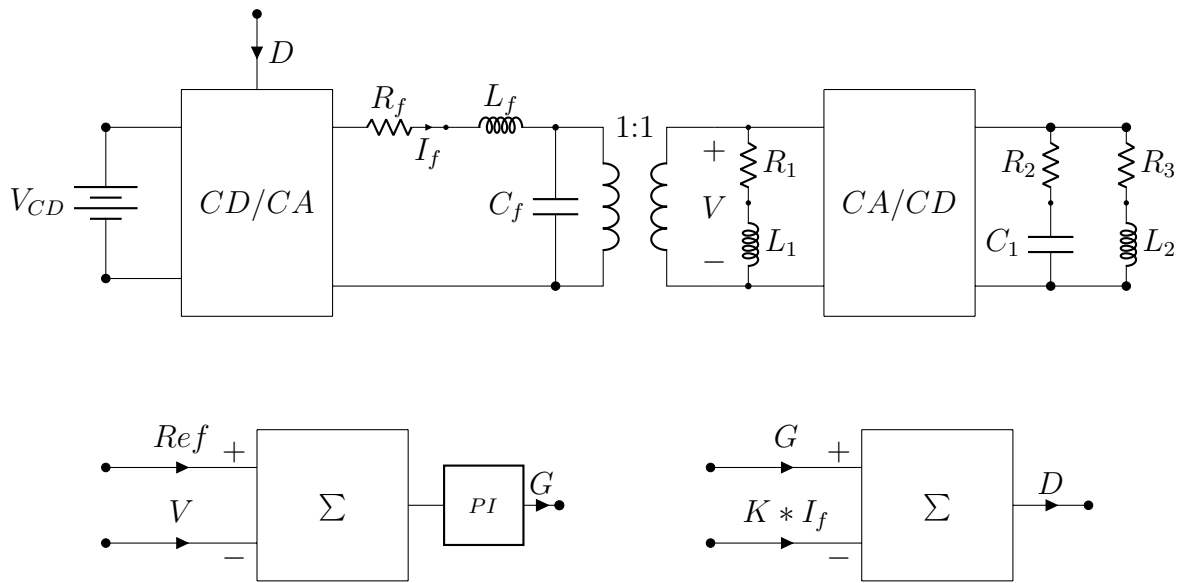 D
R_f
L_f
I_f
1:1
V_{CD}
CD/CA
C_f
+
V
−
R_1
L_1
CA/CD
R_2
C_1
R_3
L_2
Ref
+
V
−
Σ
PI
G
G
+
K * I_f
−
Σ
D